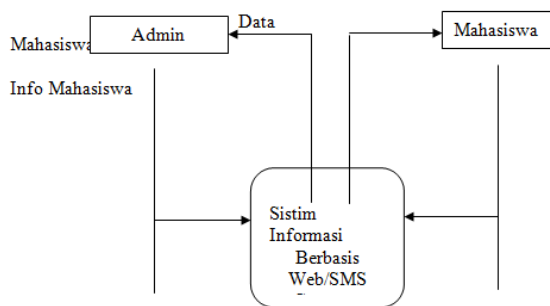 Data
Admin
Mahasiswa
Mahasiswa
Info Mahasiswa
Sistim
Informasi
Berbasis
Web/SMS